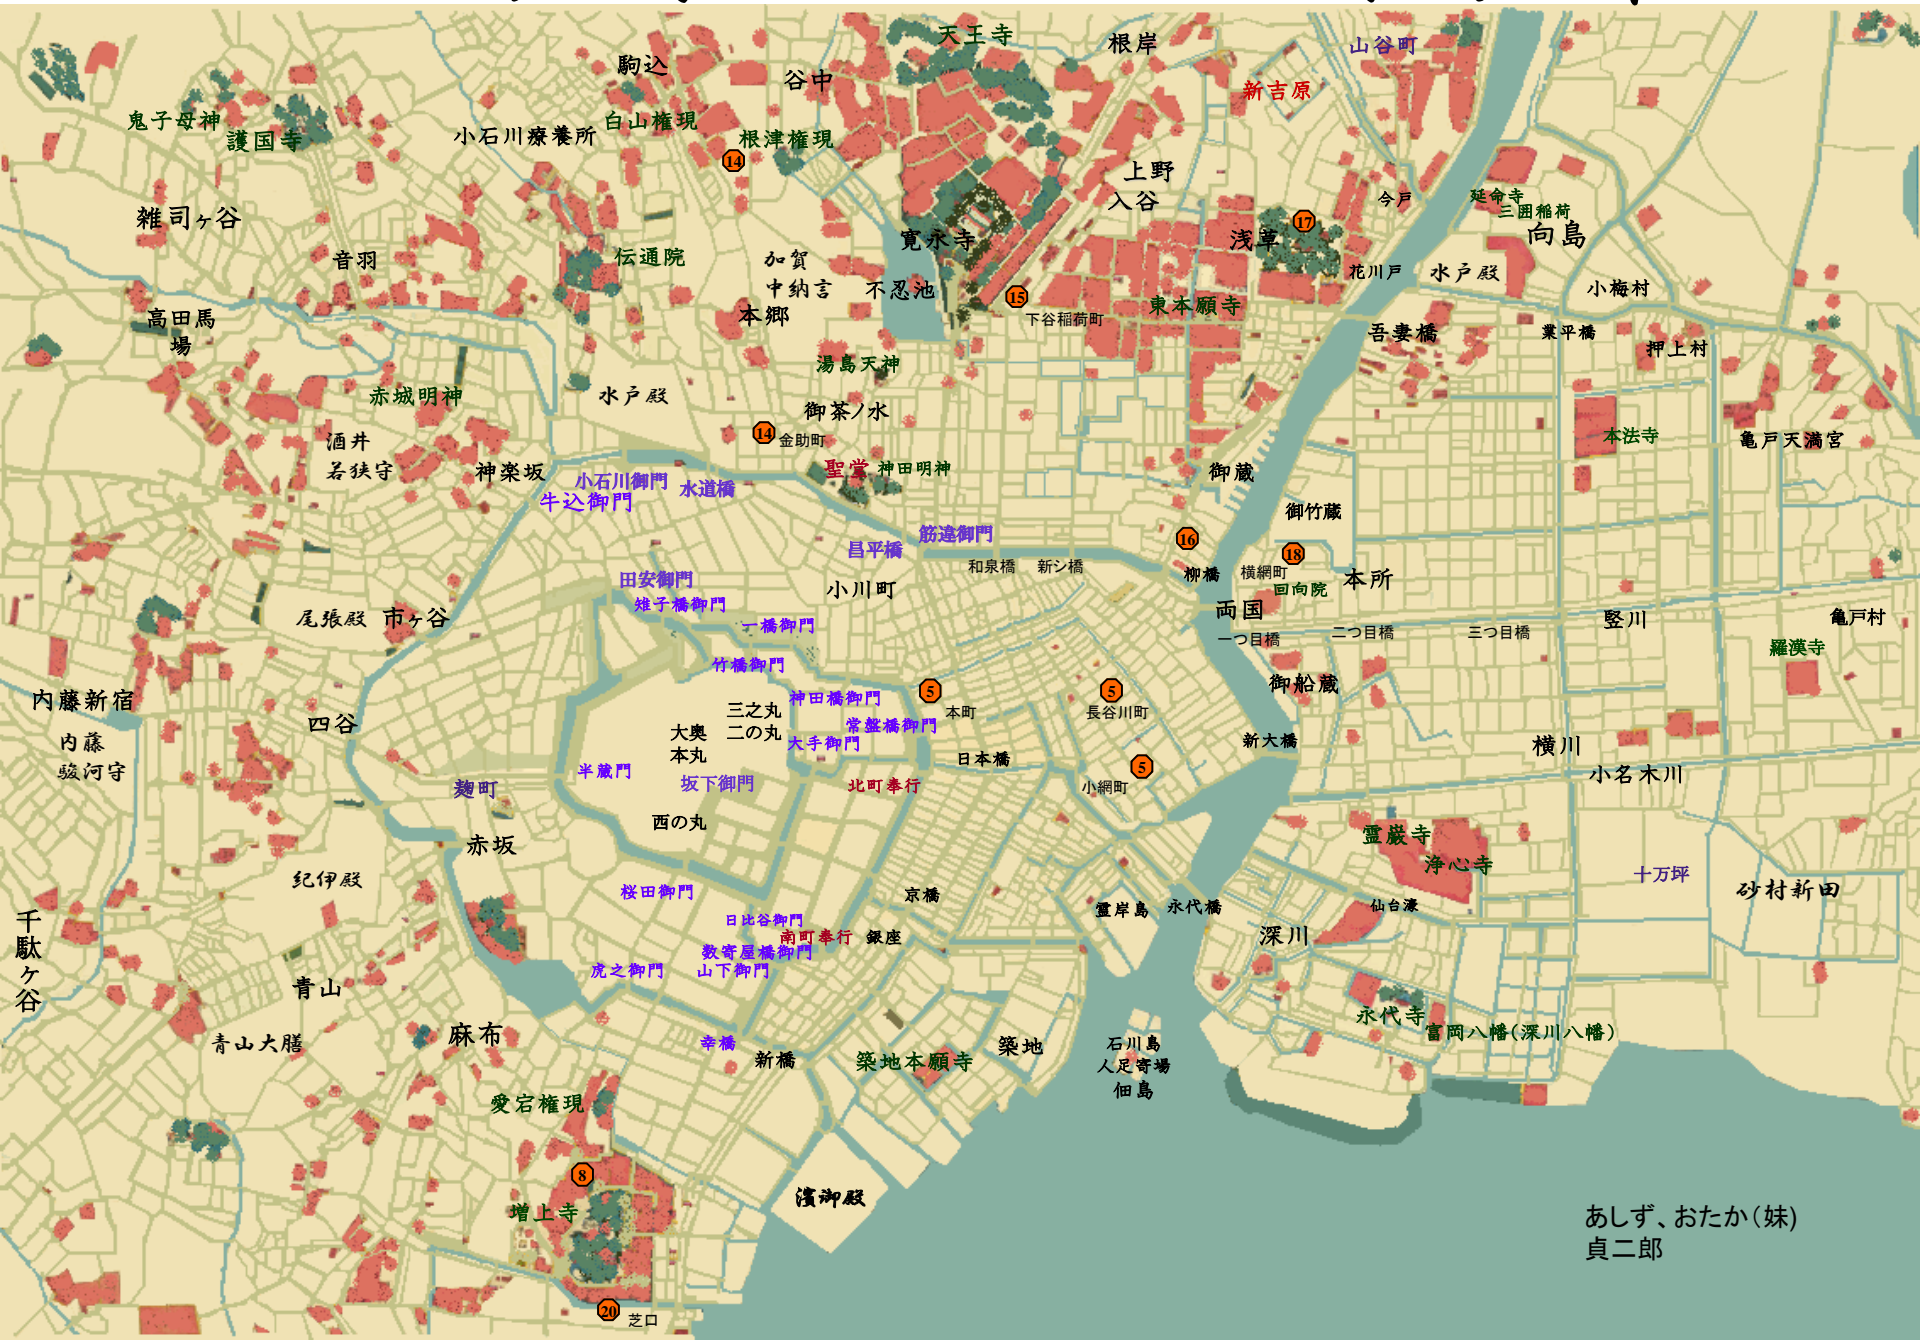 天王寺
根岸
山谷町
駒込
谷中
新吉原
鬼子母神
護国寺
小石川療養所
白山権現
根津権現
14
上野
入谷
今戸
延命寺
三囲稲荷
向島
雑司ヶ谷
音羽
伝通院
加賀
中納言
寛永寺
不忍池
浅草
17
花川戸
水戸殿
小梅村
高田馬
場
本郷
15
下谷稲荷町
東本願寺
吾妻橋
業平橋
押上村
湯島天神
赤城明神
水戸殿
御茶ノ水
14
金助町
本法寺
亀戸天満宮
酒井
若狭守
神楽坂
聖堂
神田明神
御蔵
小石川御門
水道橋
牛込御門
御竹蔵
昌平橋
筋違御門
16
18
和泉橋
新シ橋
柳橋
横網町
本所
回向院
田安御門
雉子橋御門
小川町
両国
尾張殿
市ヶ谷
一橋御門
一つ目橋
二つ目橋
三つ目橋
竪川
亀戸村
羅漢寺
竹橋御門
内藤新宿
神田橋御門
5
本町
5
長谷川町
御船蔵
四谷
三之丸
二の丸
大奥
本丸
常盤橋御門
大手御門
内藤
駿河守
日本橋
新大橋
横川
半蔵門
坂下御門
北町奉行
5
小網町
小名木川
麹町
西の丸
赤坂
霊巌寺
浄心寺
紀伊殿
桜田御門
京橋
十万坪
砂村新田
千駄ヶ谷
日比谷御門
南町奉行
銀座
霊岸島
永代橋
仙台濠
深川
数寄屋橋御門
虎之御門
山下御門
青山
永代寺
富岡八幡(深川八幡)
青山大膳
麻布
幸橋
新橋
築地本願寺
築地
石川島
人足寄場
佃島
愛宕権現
8
増上寺
濱御殿
あしず、おたか(妹)
貞二郎
20
芝口